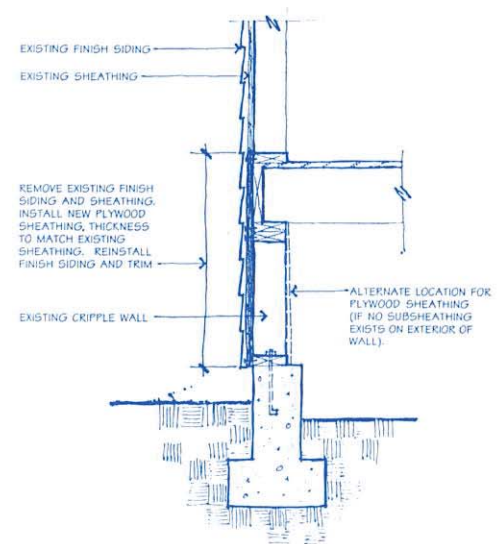 EXISTING FINISH SIDING
EXISTING SHEATHING
REMOVE EXISTING FINISH
SIDING AND SHEATHING.
INSTALL NEW PLYWOOD
SHEATHING, THICKNESS
TO MATCH EXISTING
SHEATHING. REINSTALL
FINISH SIDING AND TRIM
EXISTING CRIPPLE WALL
ALTERNATE LOCATION FOR
PLYWOOD SHEATHING
(IF NO SUBSHEATHING
EXISTS ON EXTERIOR OF
WALL).